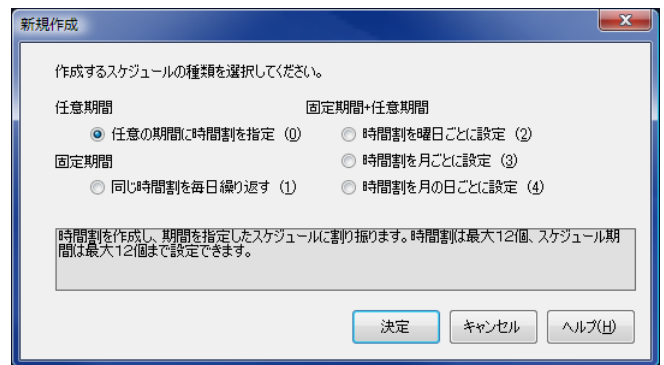 新規作成
作成するスケジュールの種類を選択してください。
任意期間
任意の期間に時間割を指定 (0)
固定期間
同じ時間割を毎日繰り返す (1)
固定期間+任意期間
時間割を曜日ごとに設定 (2)
時間割を月ごとに設定 (3)
時間割を月の日ごとに設定 (4)
時間割を作成し、期間を指定したスケジュールに割り振ります。時間割は最大12個、スケジュール期
間は最大12個まで設定できます。
決定
キャンセル
ヘルプ(H)